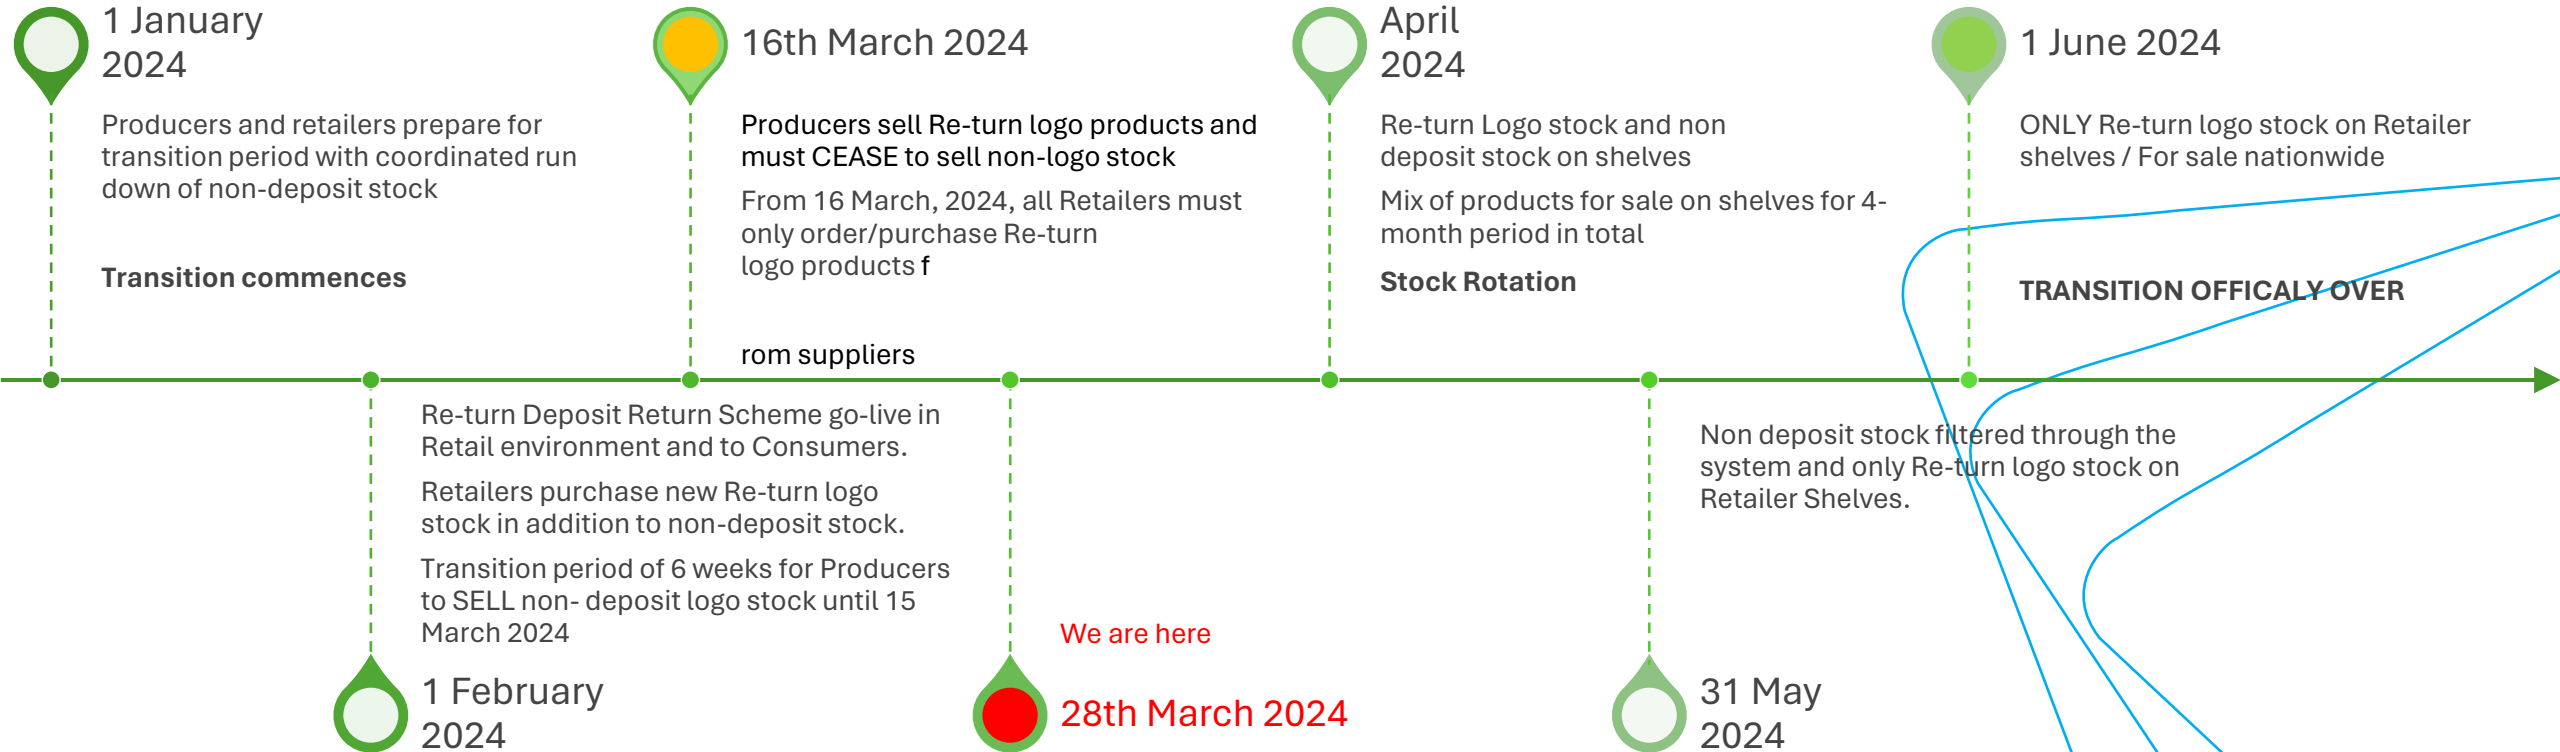 1 January
2024
Producers and retailers prepare for
transition period with coordinated run
down of non-deposit stock
Transition commences
16th March 2024
Producers sell Re-turn logo products and
must CEASE to sell non-logo stock
From 16 March, 2024, all Retailers must
only order/purchase Re-turn
logo products f
rom suppliers
April
2024
Re-turn Logo stock and non
deposit stock on shelves
Mix of products for sale on shelves for 4-
month period in total
Stock Rotation
1 June 2024
ONLY Re-turn logo stock on Retailer
shelves / For sale nationwide
TRANSITION OFFICALY OVER
Re-turn Deposit Return Scheme go-live in
Retail environment and to Consumers.
Retailers purchase new Re-turn logo
stock in addition to non-deposit stock.
Transition period of 6 weeks for Producers
to SELL non- deposit logo stock until 15
March 2024
1 February
2024
We are here
28th March 2024
Non deposit stock filtered through the
system and only Re-turn logo stock on
Retailer Shelves.
31 May
2024